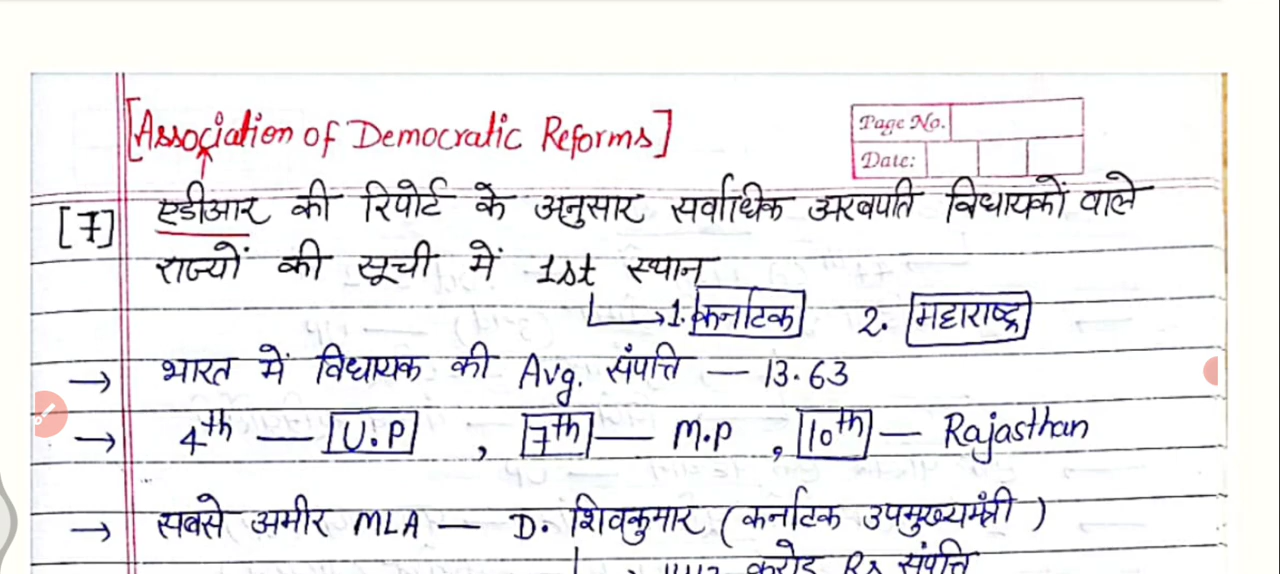 [Association of Democratic Reforms]
Page No.
Date:
[7] एडीआर की रिपोर्ट के अनुसार सर्वाधिक अरबपति विधायकों वाले
राज्यों की सूची में 1st स्थान
1. कर्नाटक 2. महाराष्ट्र
→ भारत में विधायक की Avg. संपत्ति — 13.63
→ 4th — U.P , 7th — M.P , 10th — Rajasthan
→ सबसे अमीर MLA — D. शिवकुमार (कर्नाटक उपमुख्यमंत्री)
करोड़ Rs संपत्ति